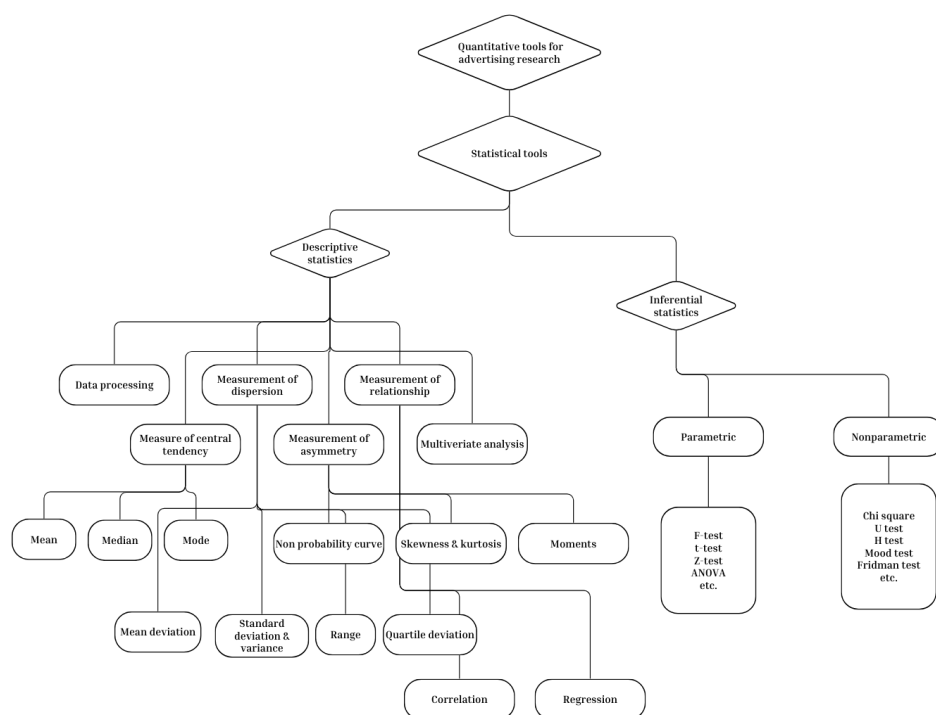 Quantitative tools for
advertising research
Statistical tools
Descriptive
statistics
Inferential
statistics
Data processing
Measurement of
dispersion
Measurement of
relationship
Measure of central
tendency
Measurement of
asymmetry
Multiveriate analysis
Parametric
Nonparametric
Mean
Median
Mode
Non probability curve
Skewness & kurtosis
Moments
F-test
t-test
Z-test
ANOVA
etc.
Chi square
U test
H test
Mood test
Fridman test
etc.
Mean deviation
Standard
deviation &
variance
Range
Quartile deviation
Correlation
Regression